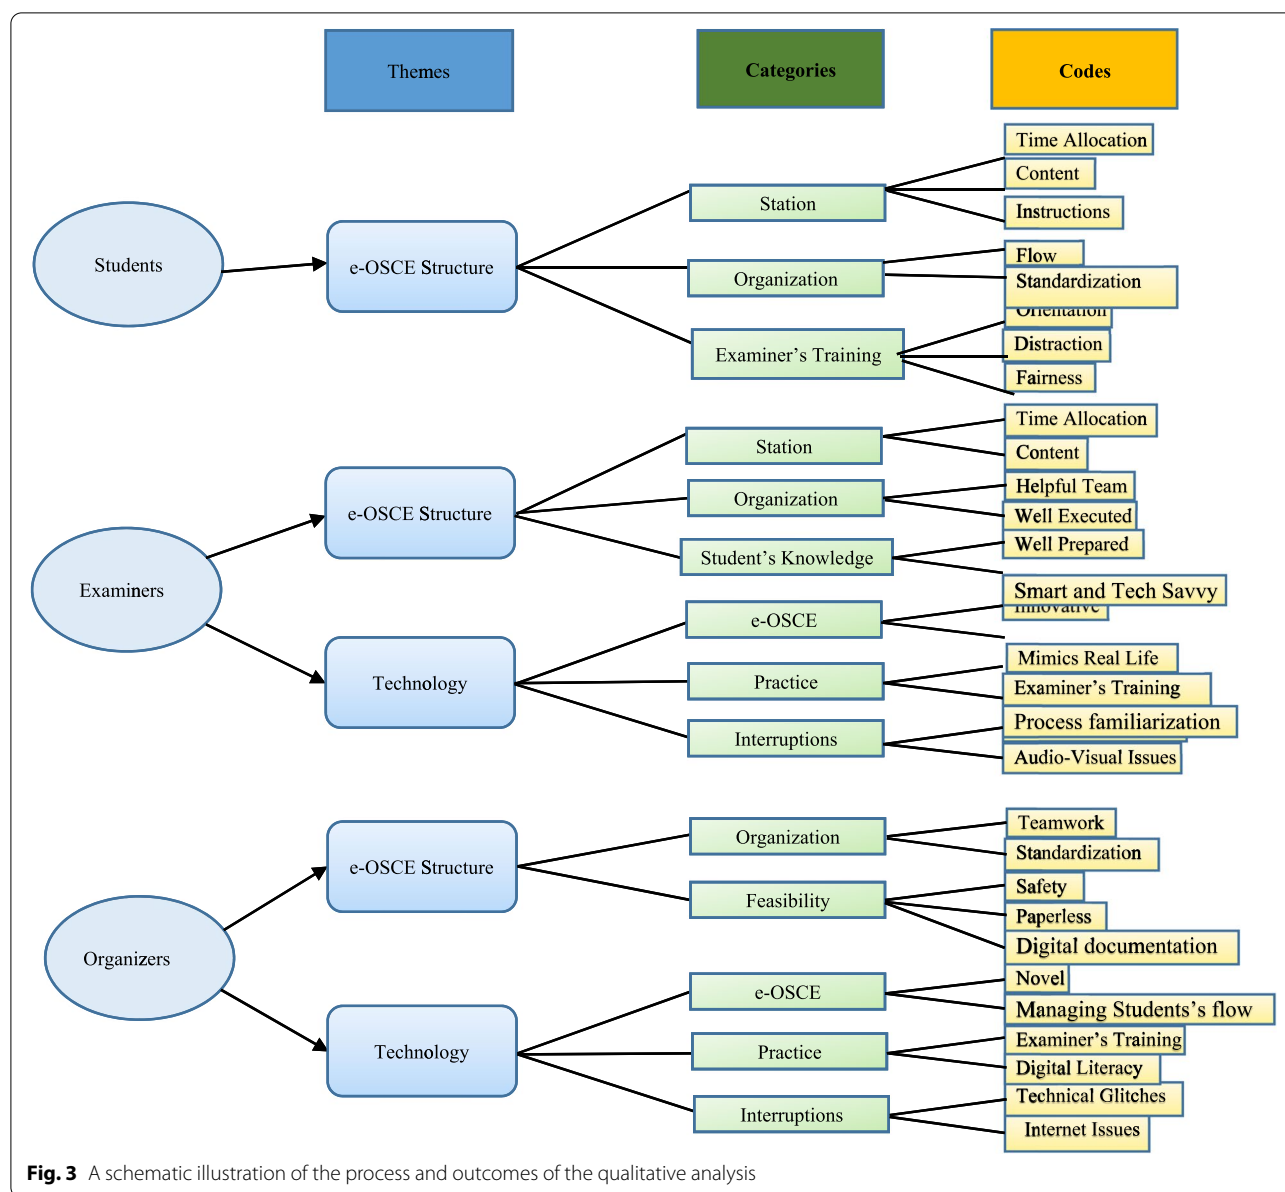 Themes
Categories
Codes
Students
e-OSCE Structure
Station
Time Allocation
Content
Instructions
Organization
Flow
Standardization
Examiner's Training
Orientation
Distraction
Fairness
Examiners
e-OSCE Structure
Station
Time Allocation
Content
Organization
Helpful Team
Well Executed
Student's Knowledge
Well Prepared
Smart and Tech Savvy
Technology
e-OSCE
Innovative
Mimics Real Life
Practice
Examiner's Training
Process familiarization
Interruptions
Audio-Visual Issues
Organizers
e-OSCE Structure
Organization
Teamwork
Standardization
Feasibility
Safety
Paperless
Digital documentation
Technology
e-OSCE
Novel
Managing Students's flow
Practice
Examiner's Training
Digital Literacy
Interruptions
Technical Glitches
Internet Issues
Fig. 3 A schematic illustration of the process and outcomes of the qualitative analysis